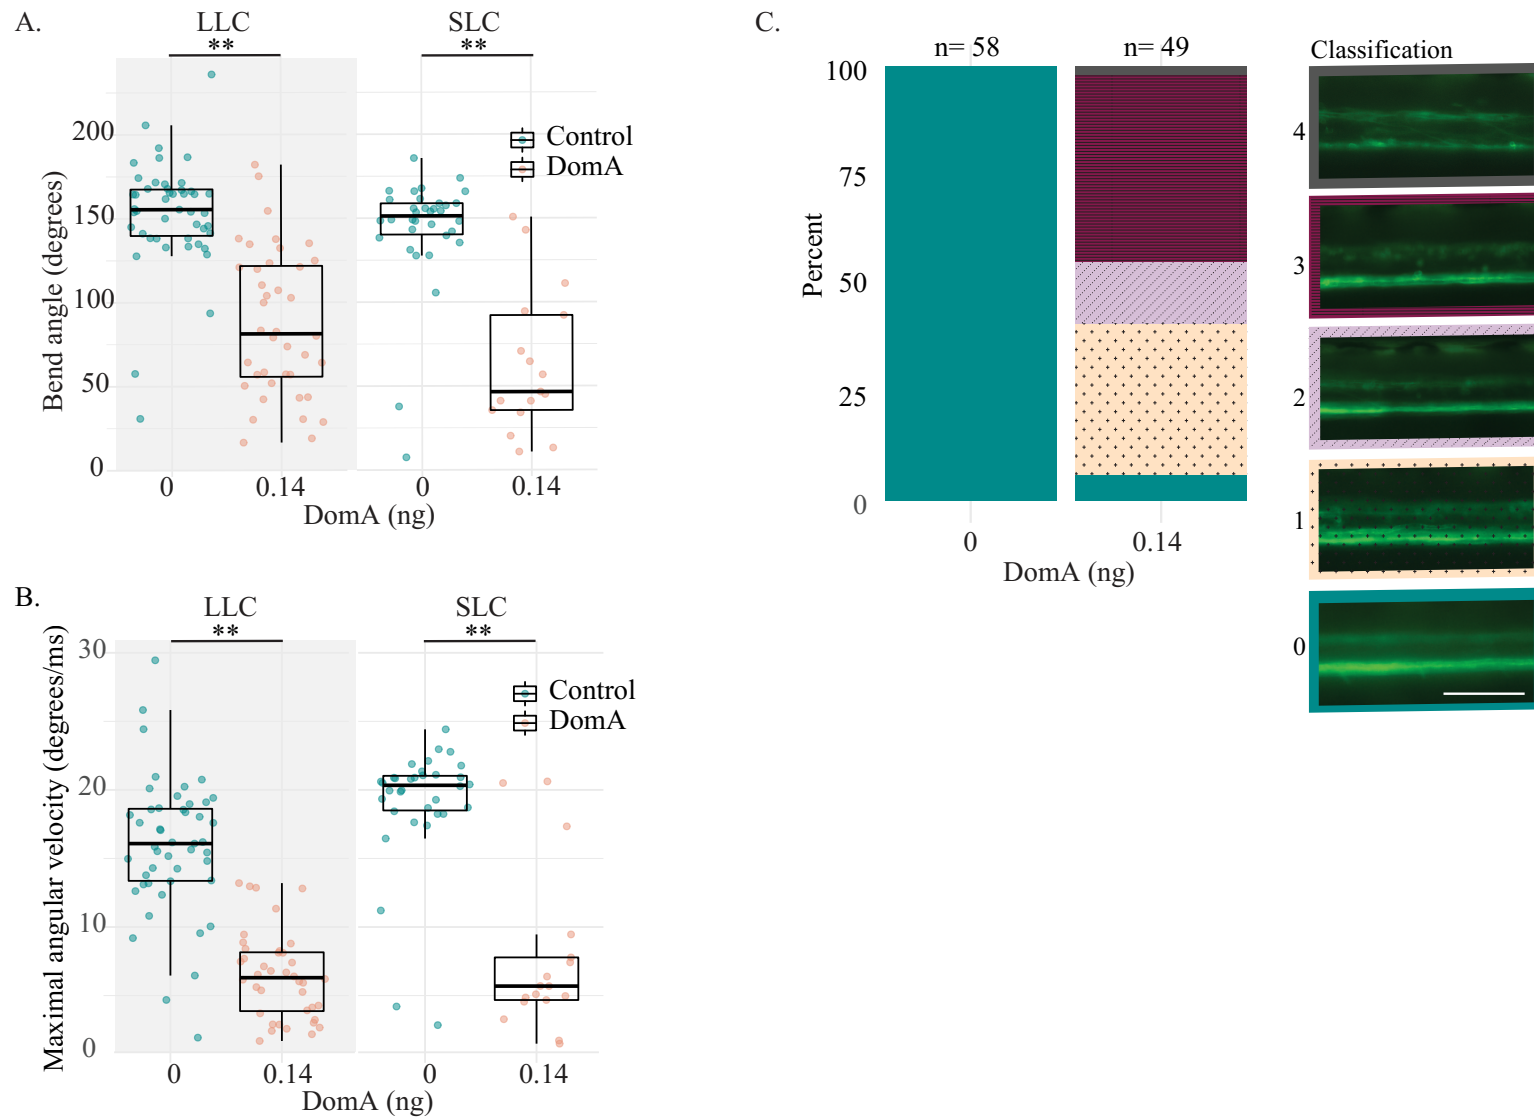 A.
LLC
**
SLC
**
Control
DomA
Bend angle (degrees)
200
150
100
50
0
0
0.14
0
0.14
DomA (ng)
B.
LLC
**
SLC
**
Control
DomA
Maximal angular velocity (degrees/ms)
30
20
10
0
0
0.14
0
0.14
DomA (ng)
C.
n= 58
n= 49
Percent
100
75
50
25
0
0
0.14
DomA (ng)
Classification
4
3
2
1
0